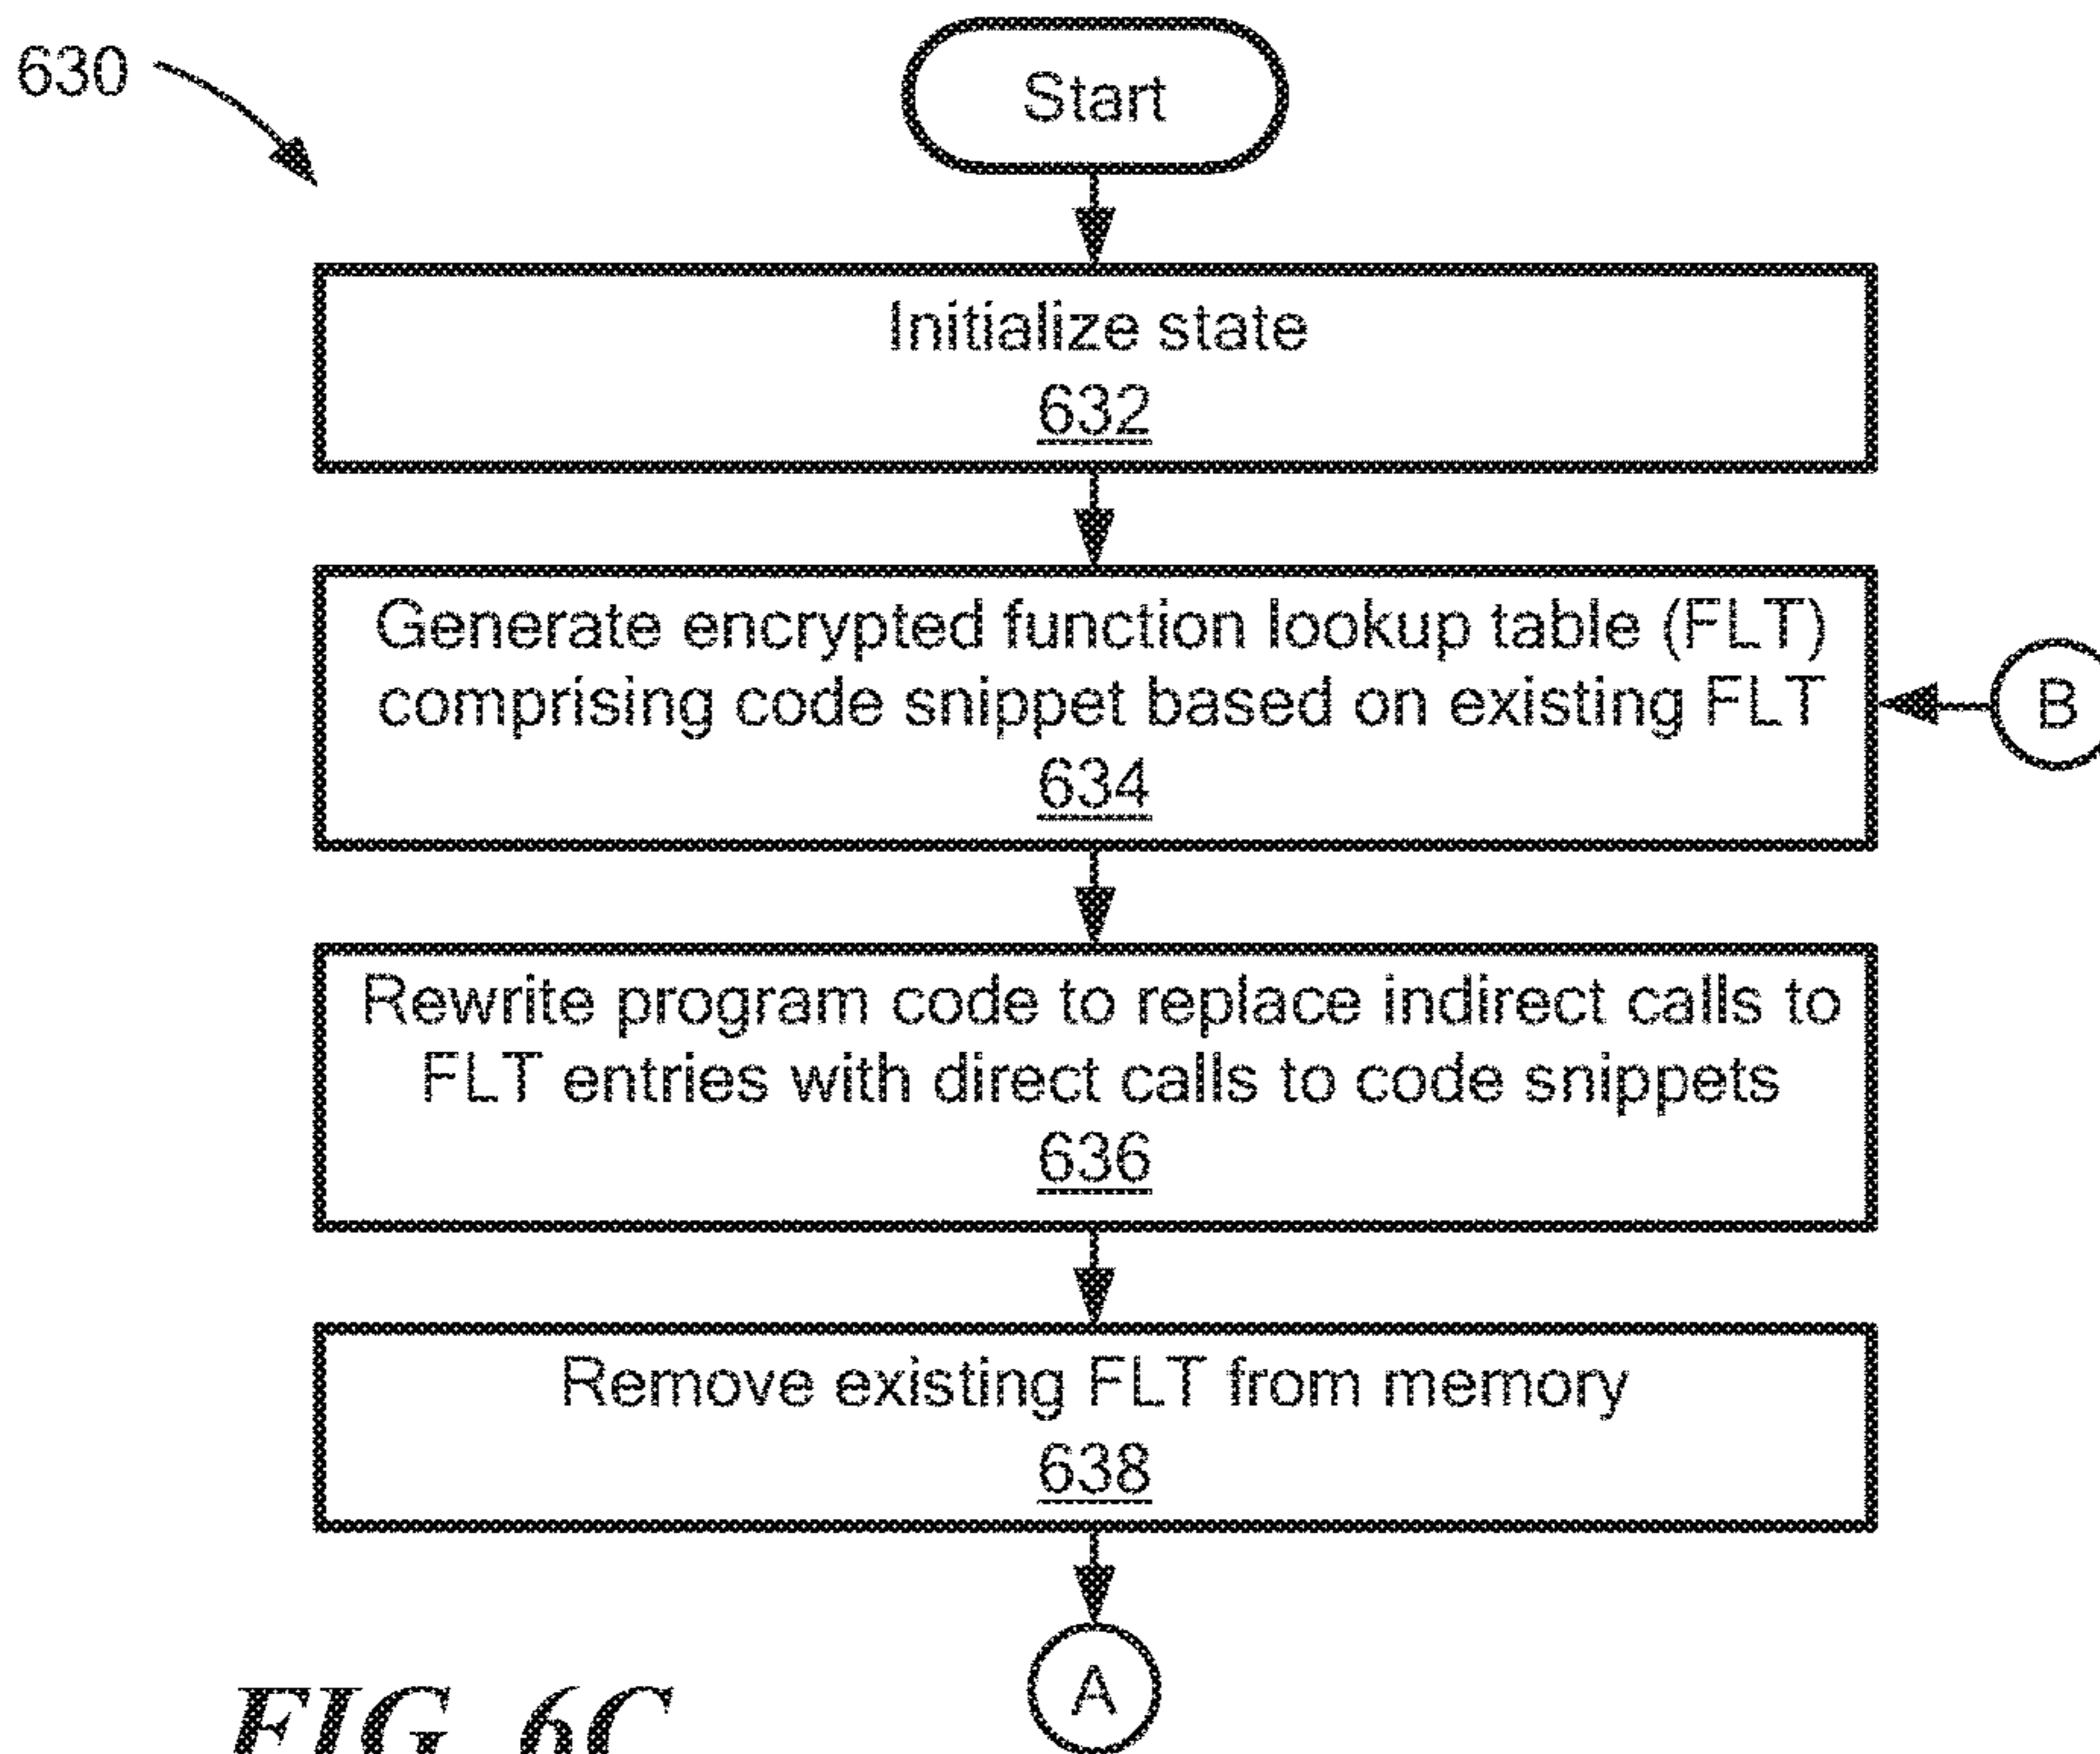 630
Start
Initialize state
632
Generate encrypted function lookup table (FLT)
comprising code snippet based on existing FLT
634
B
Rewrite program code to replace indirect calls to
FLT entries with direct calls to code snippets
636
Remove existing FLT from memory
638
A
FIG. 6C